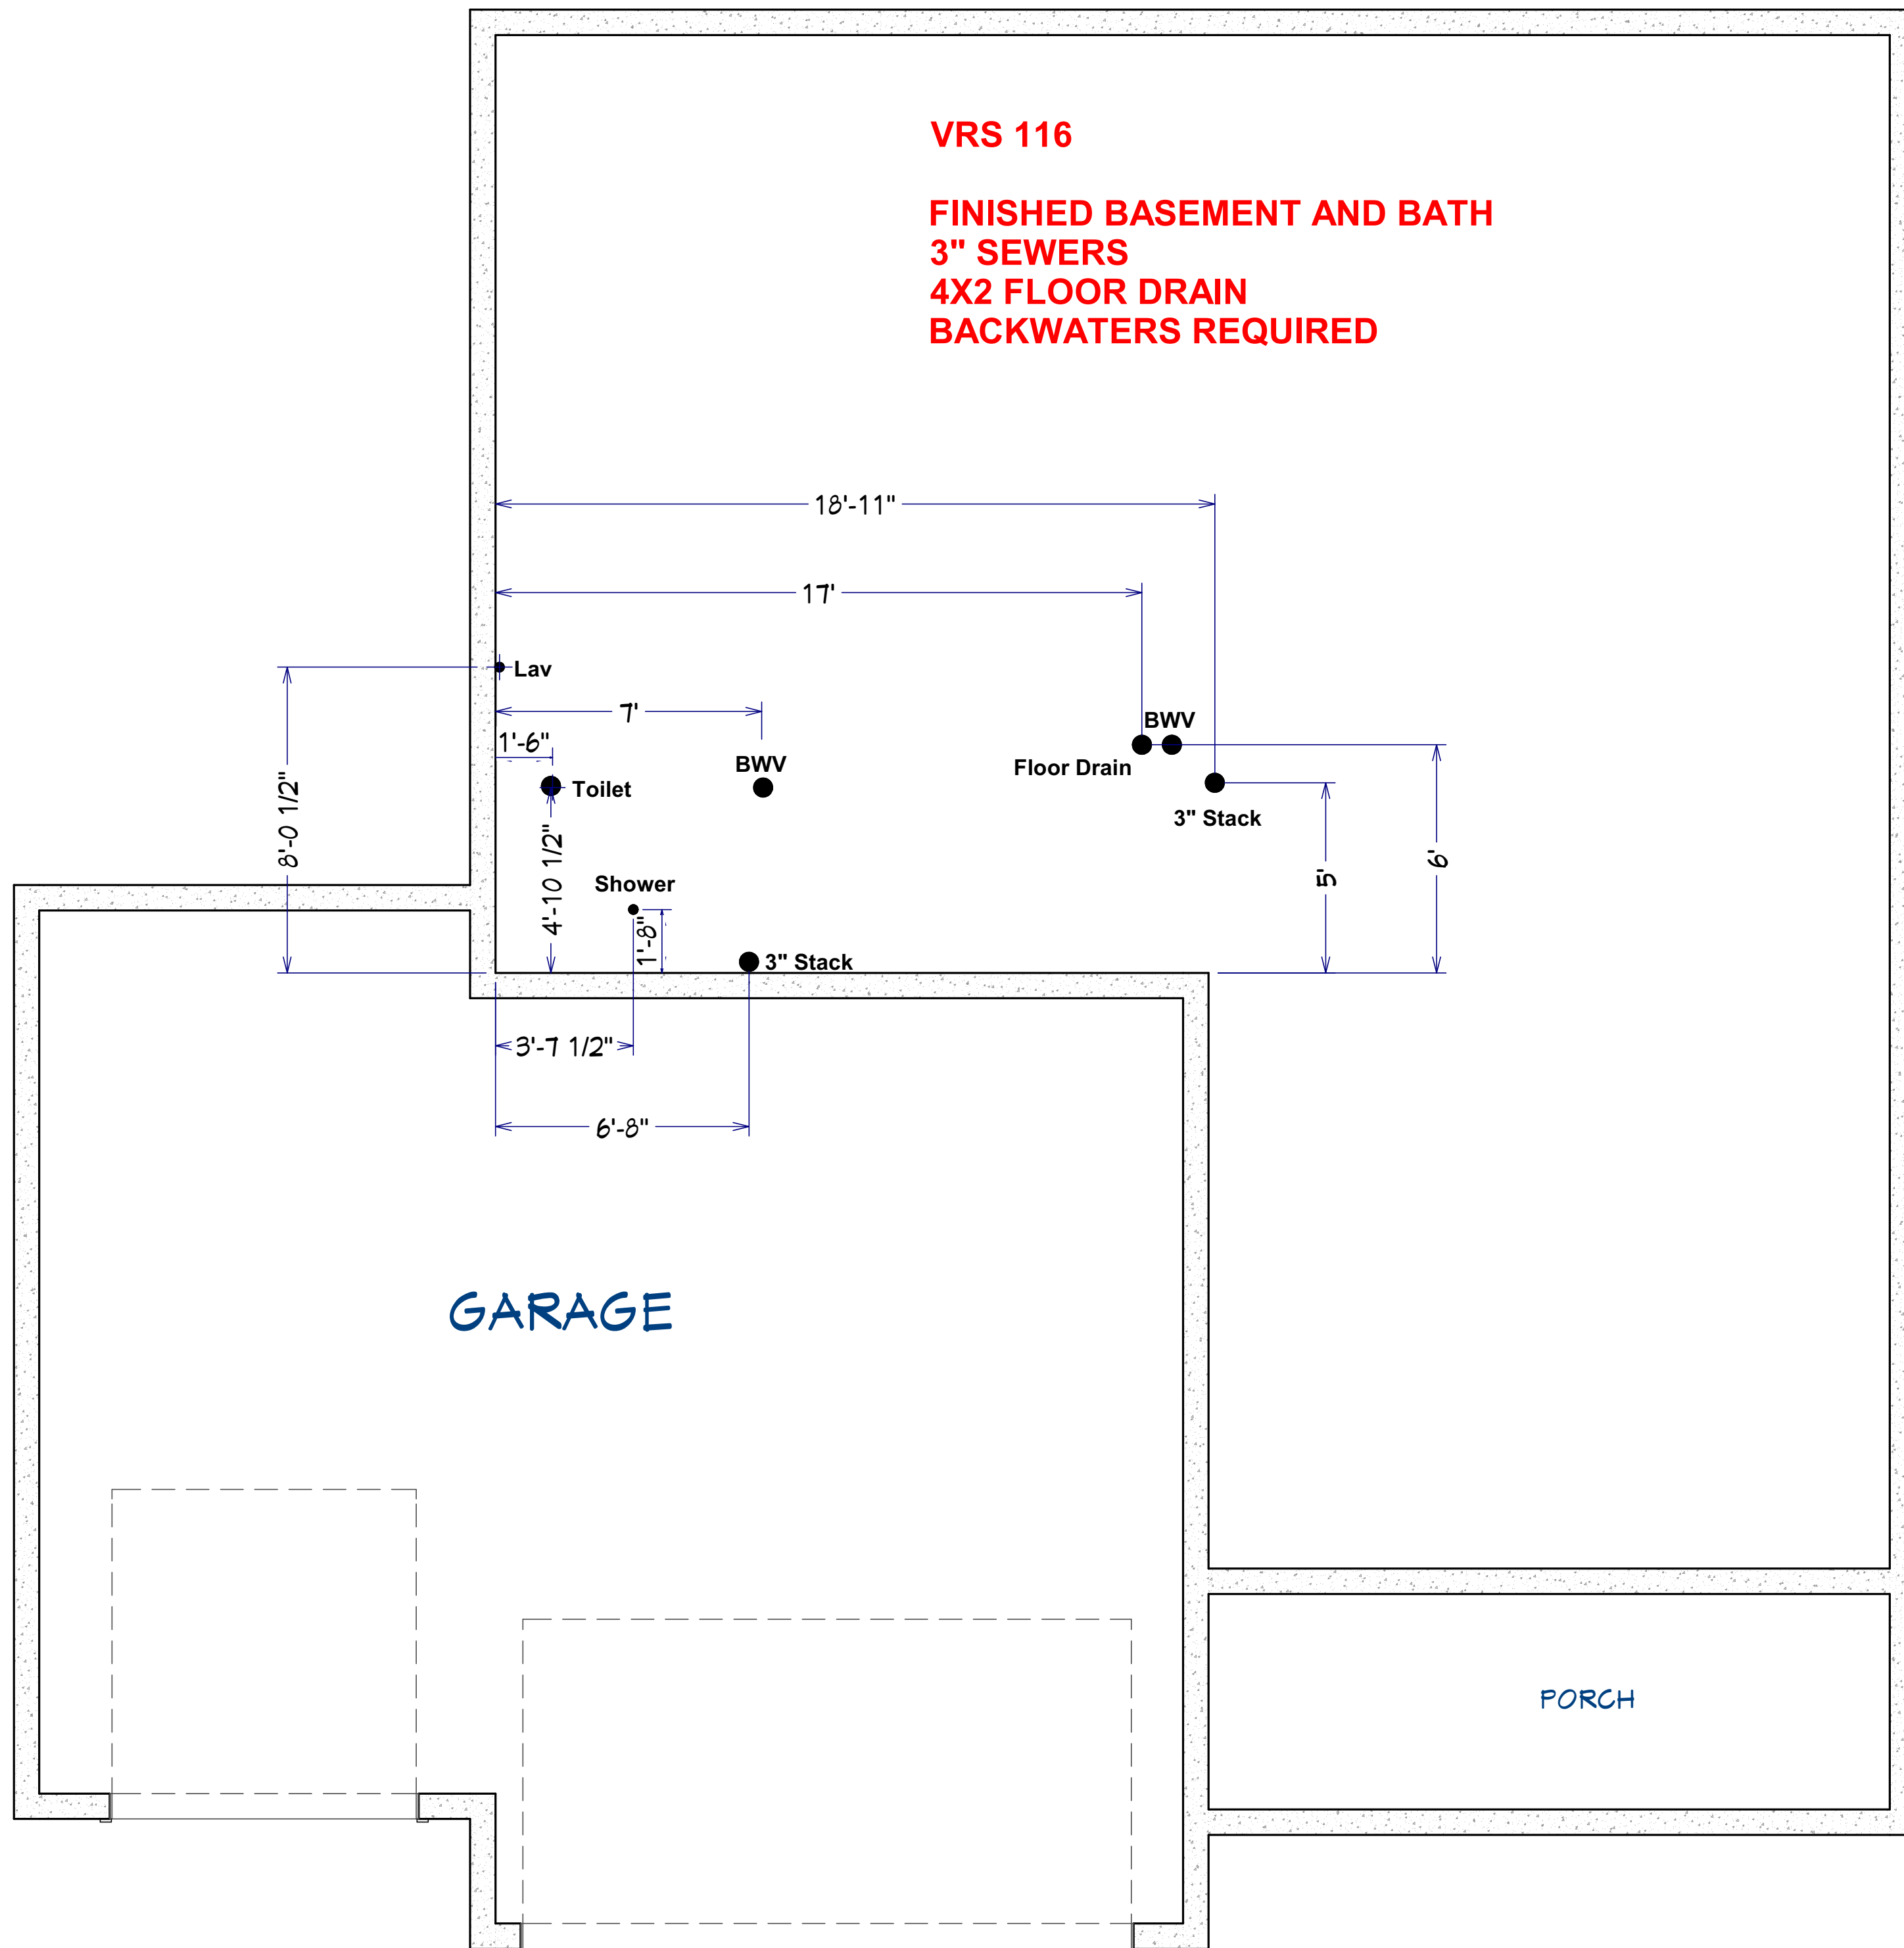 VRS 116
FINISHED BASEMENT AND BATH
3" SEWERS
4X2 FLOOR DRAIN
BACKWATERS REQUIRED
18'-11"
17'
Lav
7'
BWV
1'-6"
BWV
Floor Drain
Toilet
3" Stack
8'-0 1/2"
4'-10 1/2"
6'
5'
Shower
1'-8"
3" Stack
3'-7 1/2"
6'-8"
GARAGE
PORCH